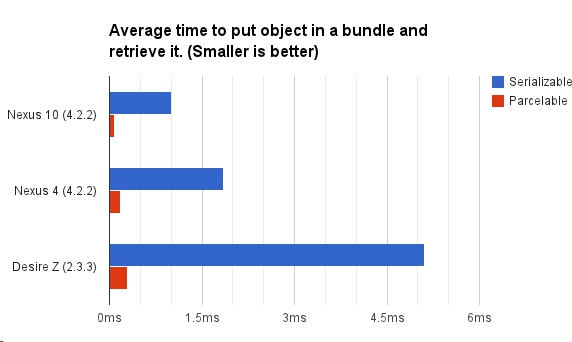 Average time to put object in a bundle and
retrieve it. (Smaller is better)
Serializable
Parcelable
Nexus 10 (4.2.2)
Nexus 4 (4.2.2)
Desire Z (2.3.3)
0ms 1.5ms 3ms 4.5ms 6ms